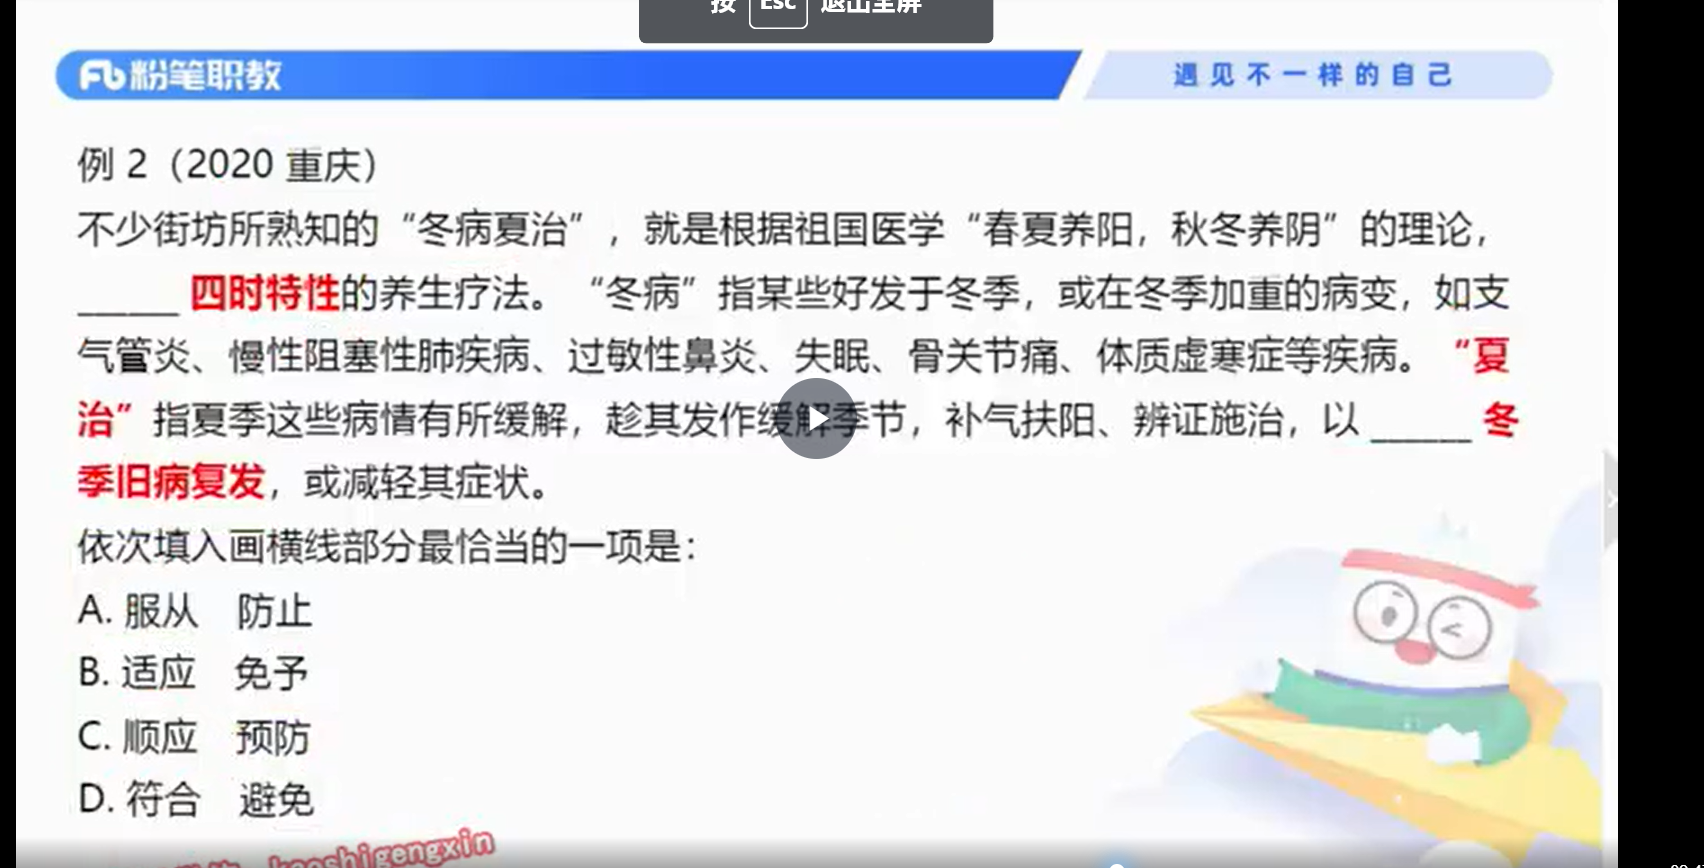 按 Esc 退出全屏
粉笔职教
遇见不一样的自己
例 2（2020 重庆）
不少街坊所熟知的“冬病夏治”，就是根据祖国医学“春夏养阳，秋冬养阴”的理论，
______ 四时特性的养生疗法。“冬病”指某些好发于冬季，或在冬季加重的病变，如支
气管炎、慢性阻塞性肺疾病、过敏性鼻炎、失眠、骨关节痛、体质虚寒症等疾病。“夏
治”指夏季这些病情有所缓解，趁其发作缓解季节，补气扶阳、辨证施治，以 ______ 冬
季旧病复发，或减轻其症状。
依次填入画横线部分最恰当的一项是：
A. 服从 防止
B. 适应 免予
C. 顺应 预防
D. 符合 避免
kaoshigengxin